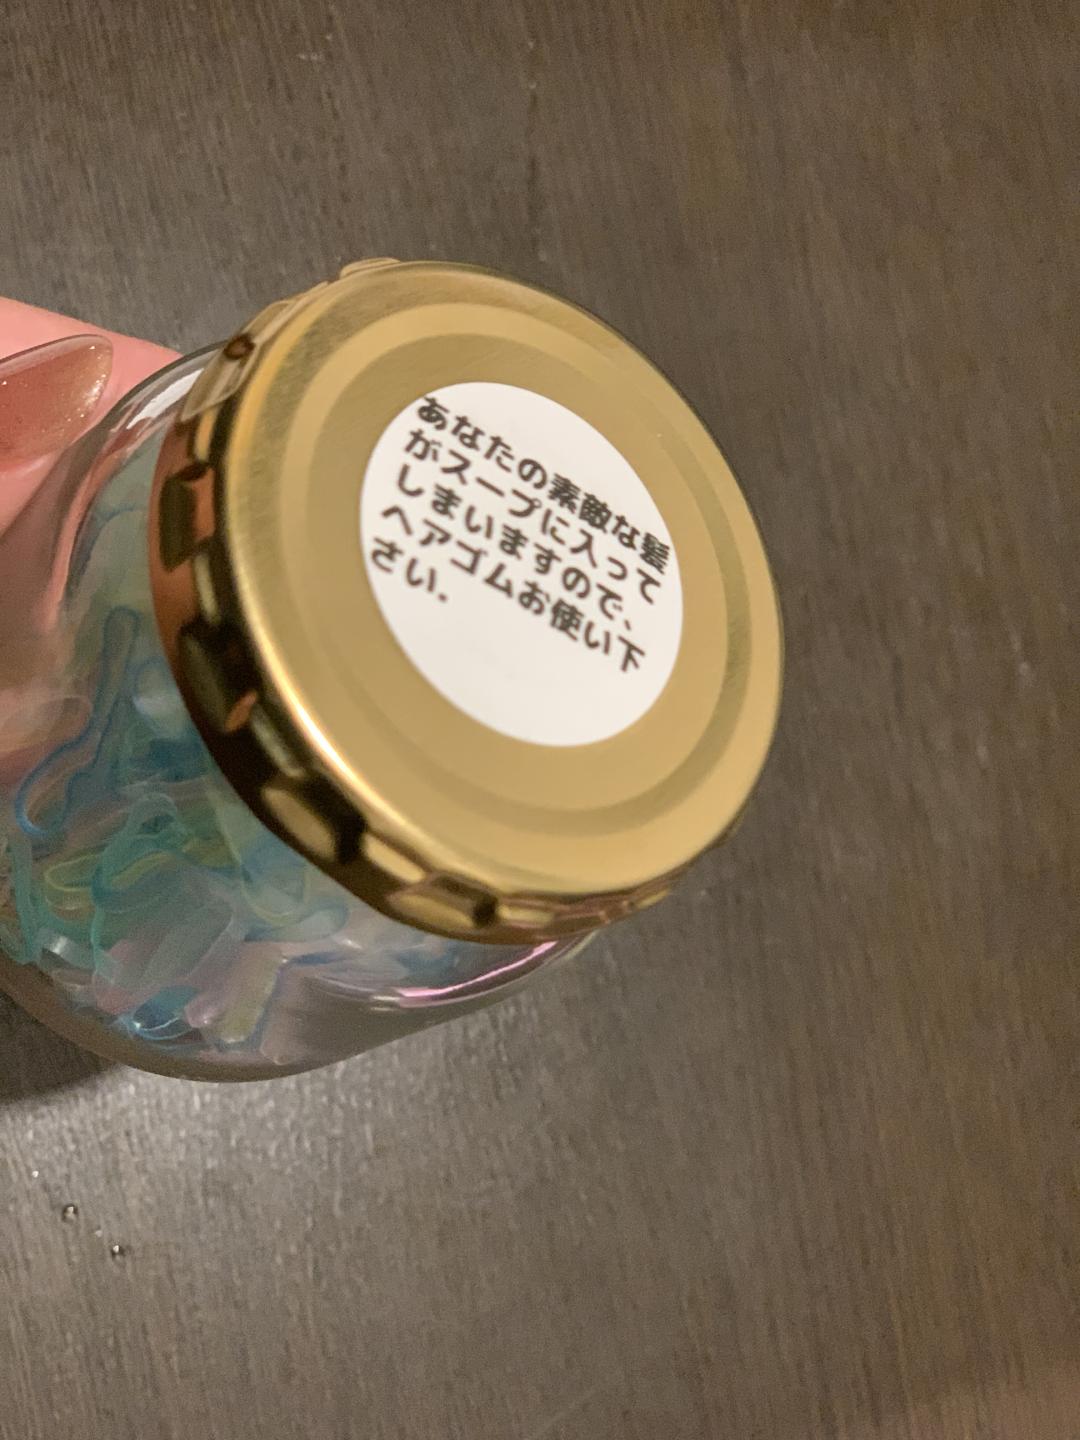 あなたの素敵な髪
がスープに入って
しまいますので、
ヘアゴムお使い下
さい.